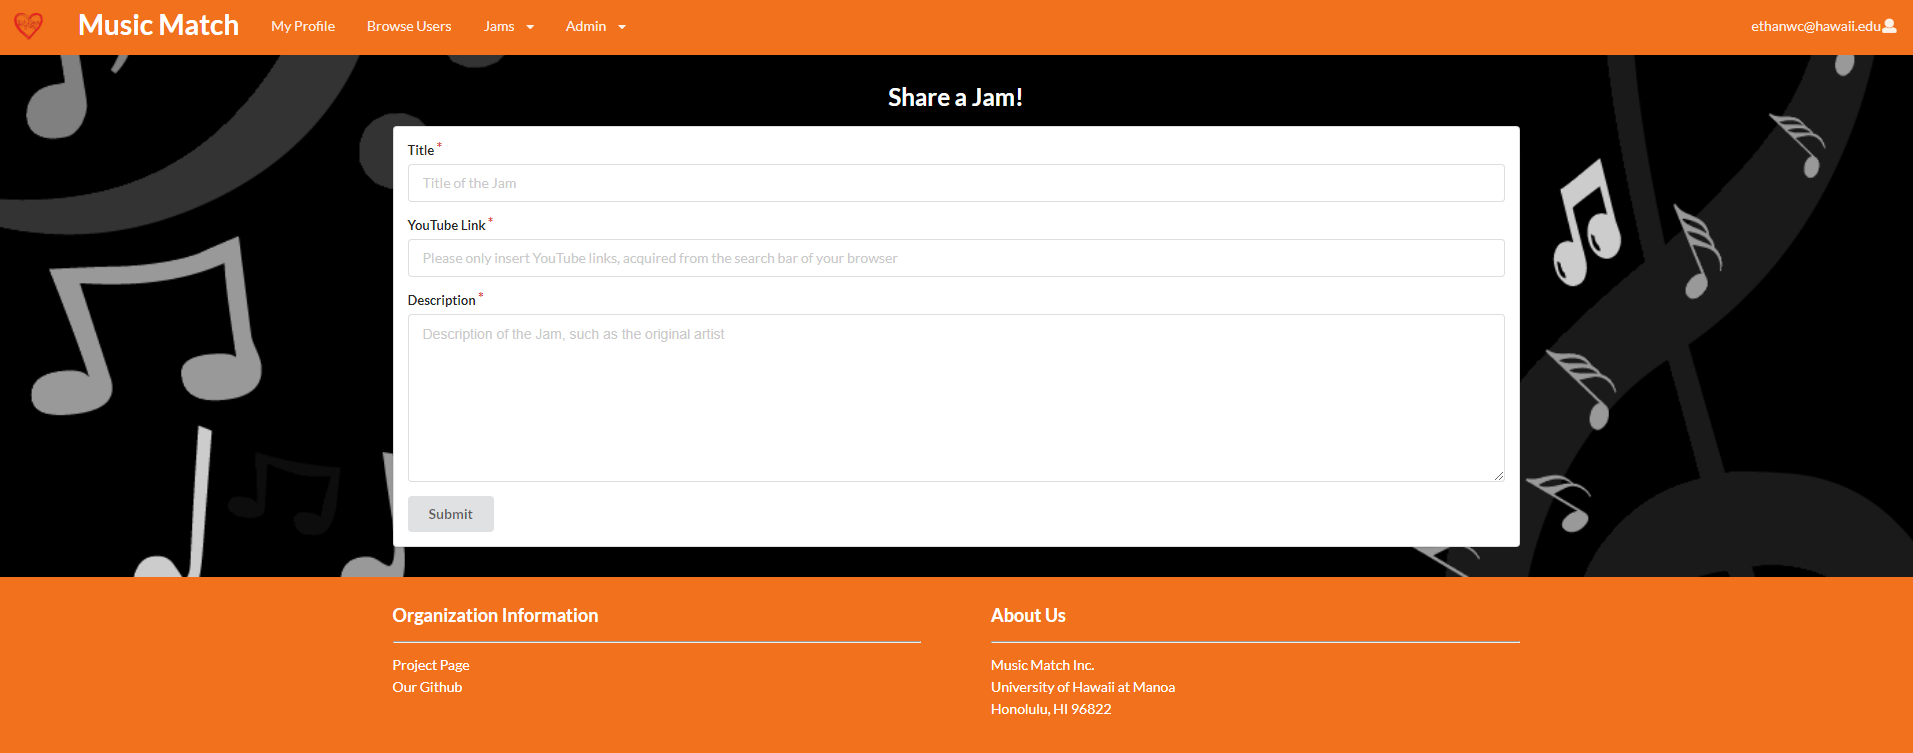 Music Match My Profile Browse Users Jams Admin ethanwc@hawaii.edu
Share a Jam!
Title *
Title of the Jam
YouTube Link *
Please only insert YouTube links, acquired from the search bar of your browser
Description *
Description of the Jam, such as the original artist
Submit
Organization Information
Project Page
Our Github
About Us
Music Match Inc.
University of Hawaii at Manoa
Honolulu, HI 96822